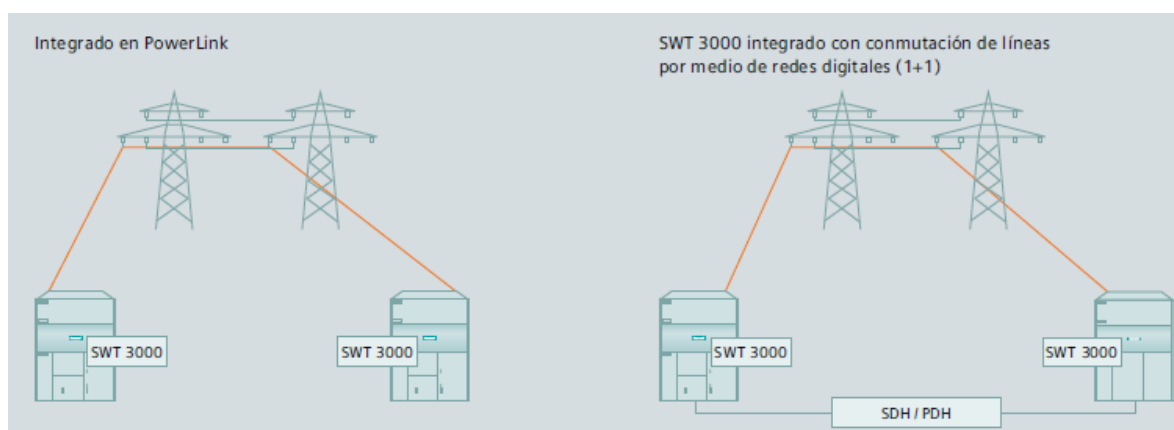 Integrado en PowerLink
SWT 3000
SWT 3000
SWT 3000 integrado con conmutación de líneas
por medio de redes digitales (1+1)
SWT 3000
SWT 3000
SDH / PDH